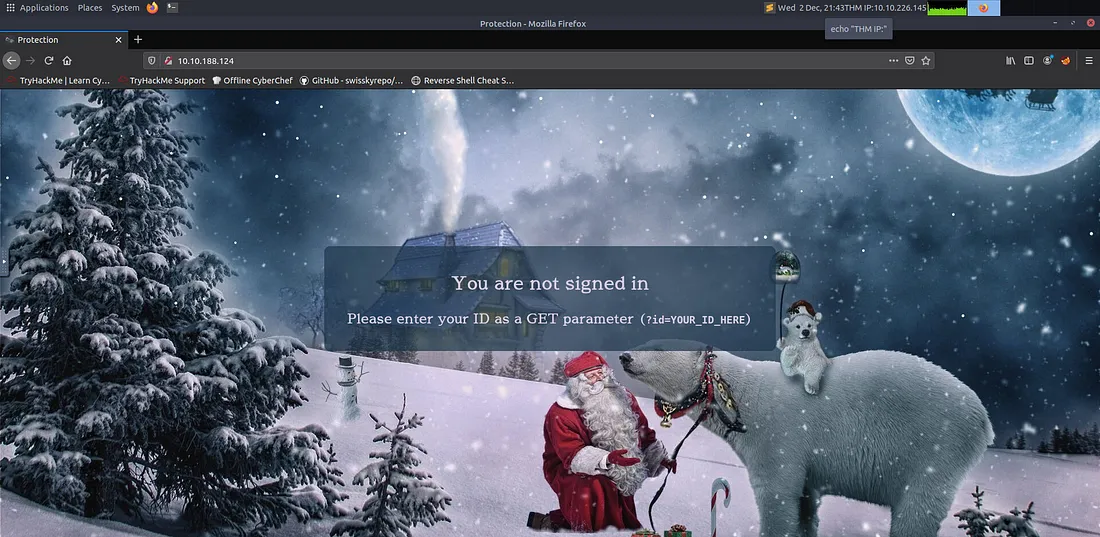 Applications Places System Wed 2 Dec, 21:43 THM IP:10.10.226.145
Protection - Mozilla Firefox
echo "THM IP:"
Protection
10.10.188.124
TryHackMe | Learn Cy… TryHackMe Support Offline CyberChef GitHub - swisskyrepo/… Reverse Shell Cheat S…
You are not signed in
Please enter your ID as a GET parameter (?id=YOUR_ID_HERE)